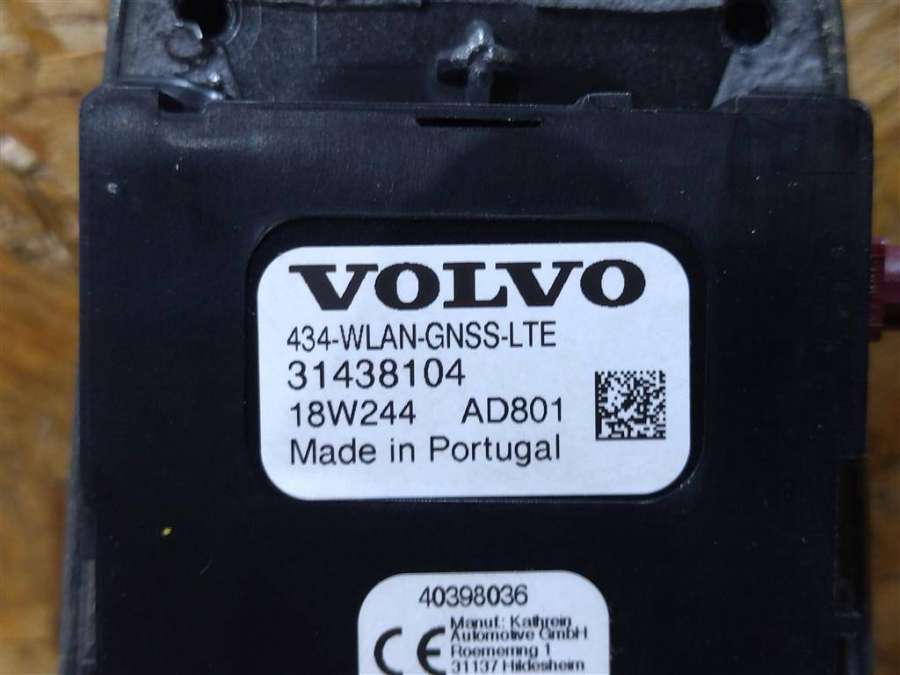 VOLVO
434-WLAN-GNSS-LTE
31438104
18W244 AD801
Made in Portugal
40398036
CE
Manuf.: Kathrein
Automotive GmbH
Roemerring 1
31137 Hildesheim